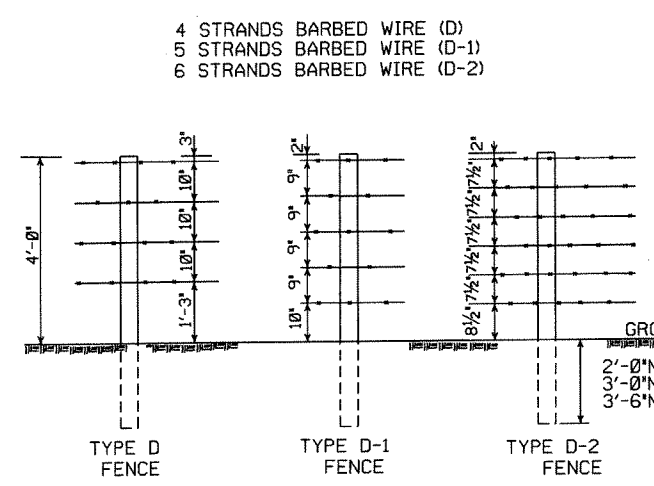 4 STRANDS BARBED WIRE (D)
5 STRANDS BARBED WIRE (D-1)
6 STRANDS BARBED WIRE (D-2)
4'-0"
3"
10"
10"
10"
1'-3"
2"
9"
9"
9"
9"
10"
2"
7½"
7½"
7½"
7½"
7½"
8½"
GRO
2'-0"M
3'-0"M
3'-6"M
TYPE D
FENCE
TYPE D-1
FENCE
TYPE D-2
FENCE